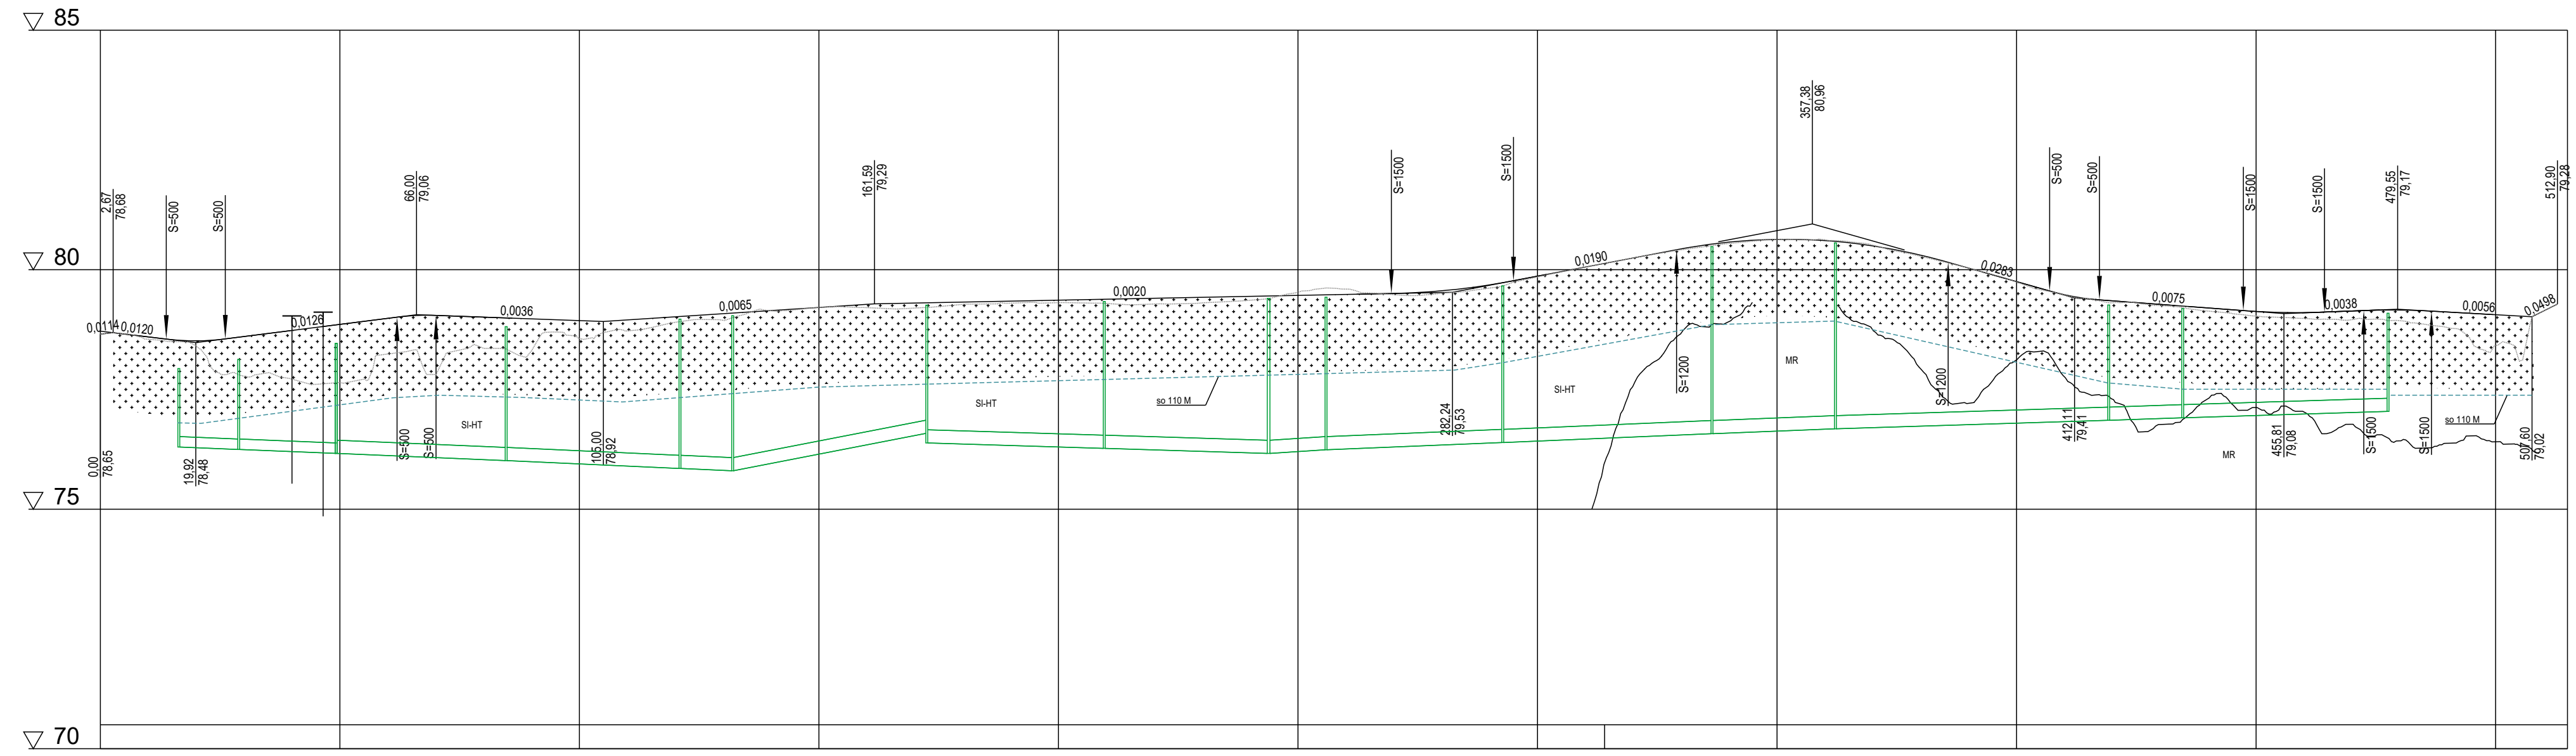 85
80
75
70
2,67
78,68
S=500
S=500
66,00
79,06
161,59
79,29
S=1500
S=1500
357,38
80,96
S=500
S=500
S=1500
S=1500
479,55
79,17
512,90
79,28
0,0114
0,0120
0,0126
0,0036
0,0065
0,0020
0,0190
0,0283
0,0075
0,0038
0,0056
0,0498
0,00
78,65
19,92
78,48
S=500
S=500
SI-HT
105,00
78,92
SI-HT
so 110 M
282,24
79,53
SI-HT
S=1200
MR
S=1200
412,11
79,41
MR
455,81
79,08
S=1500
S=1500
so 110 M
507,60
79,02